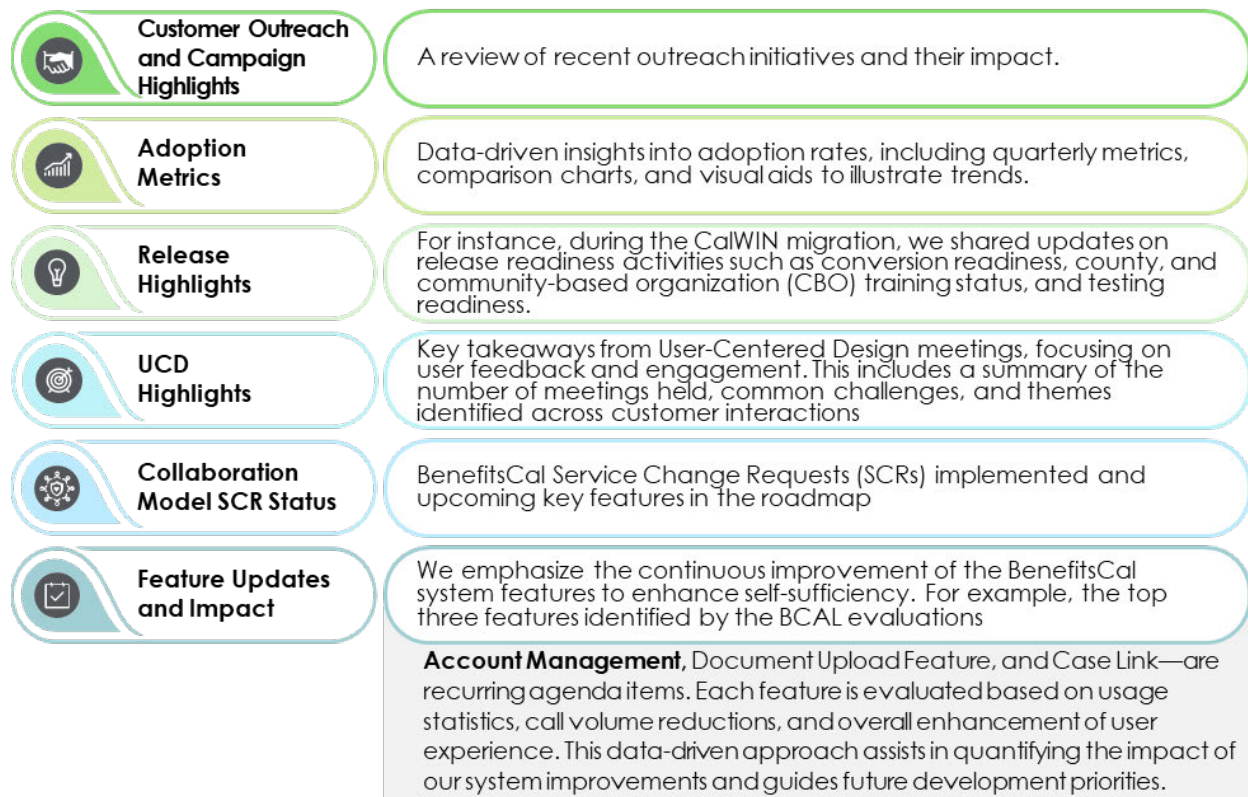 Customer Outreach
and Campaign
Highlights
A review of recent outreach initiatives and their impact.
Adoption
Metrics
Data-driven insights into adoption rates, including quarterly metrics,
comparison charts, and visual aids to illustrate trends.
Release
Highlights
For instance, during the CalWIN migration, we shared updates on
release readiness activities such as conversion readiness, county, and
community-based organization (CBO) training status, and testing
readiness.
UCD
Highlights
Key takeaways from User-Centered Design meetings, focusing on
user feedback and engagement. This includes a summary of the
number of meetings held, common challenges, and themes
identified across customer interactions
Collaboration
Model SCR Status
BenefitsCal Service Change Requests (SCRs) implemented and
upcoming key features in the roadmap
Feature Updates
and Impact
We emphasize the continuous improvement of the BenefitsCal
system features to enhance self-sufficiency. For example, the top
three features identified by the BCAL evaluations
Account Management, Document Upload Feature, and Case Link—are
recurring agenda items. Each feature is evaluated based on usage
statistics, call volume reductions, and overall enhancement of user
experience. This data-driven approach assists in quantifying the impact of
our system improvements and guides future development priorities.